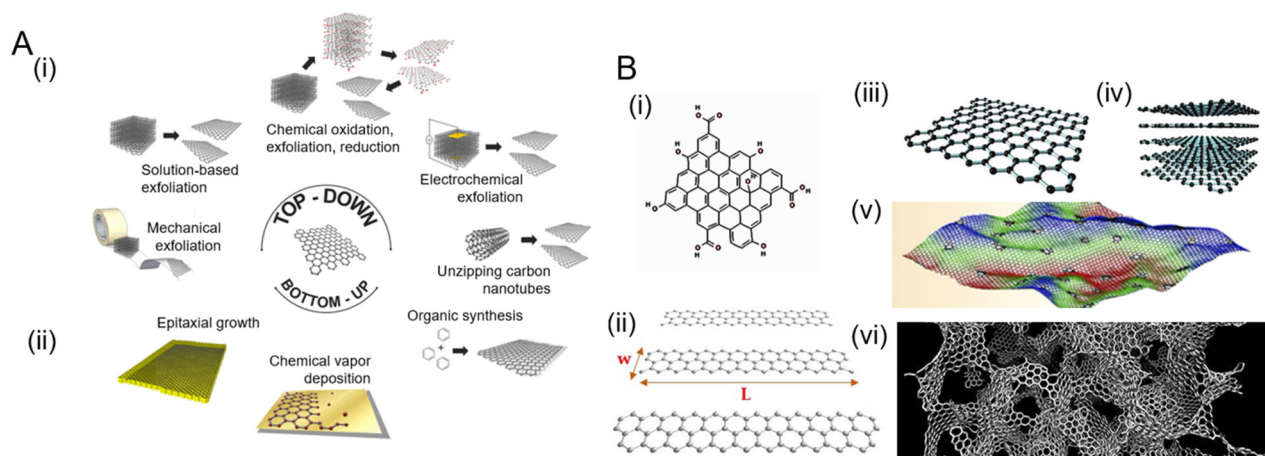 A
(i)
Chemical oxidation,
exfoliation, reduction
Solution-based
exfoliation
Electrochemical
exfoliation
Mechanical
exfoliation
TOP - DOWN
BOTTOM - UP
Unzipping carbon
nanotubes
(ii)
Epitaxial growth
Organic synthesis
+
Chemical vapor
deposition
B
(i)
H
O
O
H
O
O
H
O
H
O
H
O
H
O
O
H
O
O
H
(ii)
w
L
(iii)
(iv)
(v)
(vi)